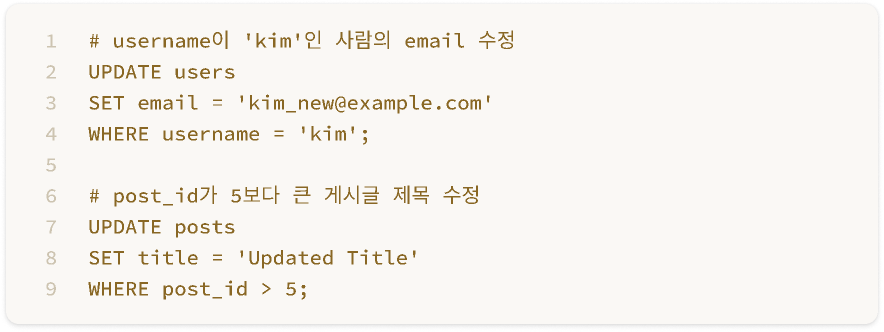 1 # username이 'kim'인 사람의 email 수정
2 UPDATE users
3 SET email = 'kim_new@example.com'
4 WHERE username = 'kim';
5
6 # post_id가 5보다 큰 게시글 제목 수정
7 UPDATE posts
8 SET title = 'Updated Title'
9 WHERE post_id > 5;